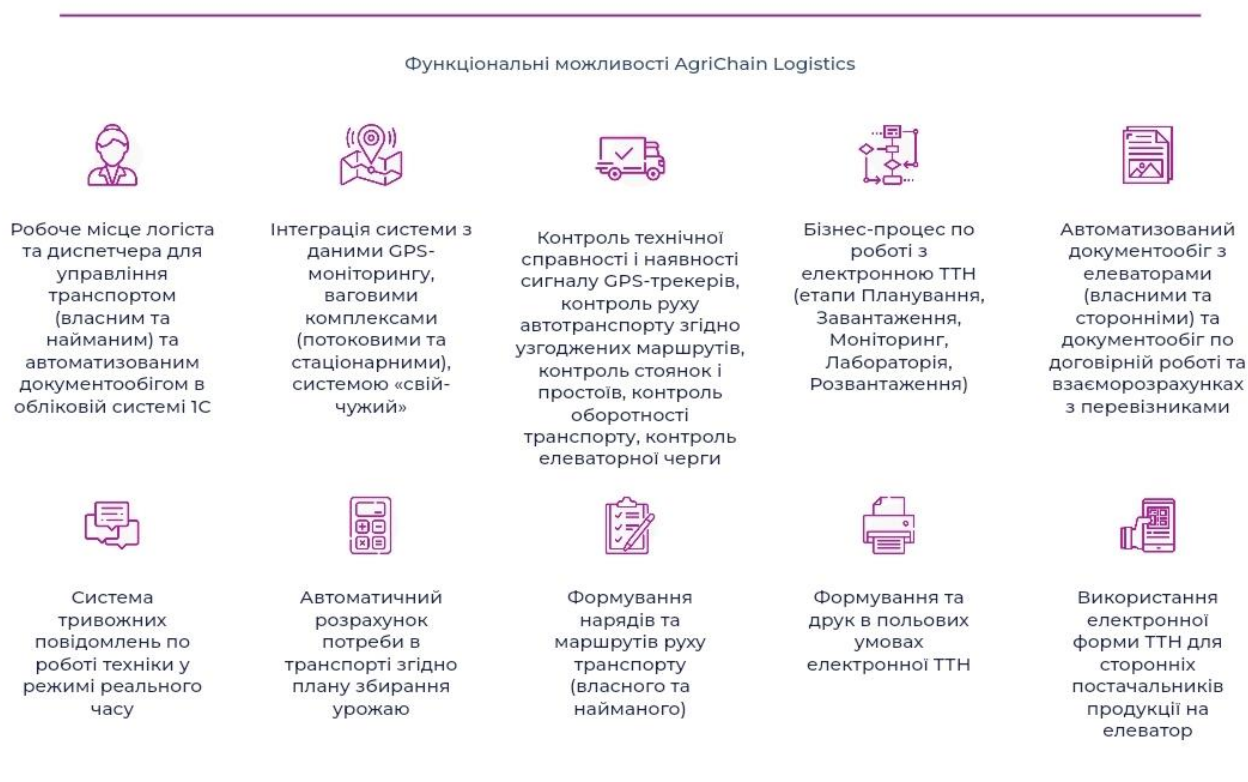 Функціональні можливості AgriChain Logistics
Робоче місце логіста
та диспетчера для
управління
транспортом
(власним та
найманим) та
автоматизованим
документообігом в
обліковій системі 1С
Інтеграція системи з
даними GPS-
моніторингу,
ваговими
комплексами
(потоковими та
стаціонарними),
системою «свій-
чужий»
Контроль технічної
справності і наявності
сигналу GPS-трекерів,
контроль руху
автотранспорту згідно
узгоджених маршрутів,
контроль стоянок і
простоїв, контроль
оборотності
транспорту, контроль
елеваторної черги
Бізнес-процес по
роботі з
електронною ТТН
(етапи Планування,
Завантаження,
Моніторинг,
Лабораторія,
Розвантаження)
Автоматизований
документообіг з
елеваторами
(власними та
сторонніми) та
документообіг по
договірній роботі та
взаєморозрахунках
з перевізниками
Система
тривожних
повідомлень по
роботі техніки у
режимі реального
часу
Автоматичний
розрахунок
потреби в
транспорті згідно
плану збирання
урожаю
Формування
нарядів та
маршрутів руху
транспорту
(власного та
найманого)
Формування та
друк в польових
умовах
електронної ТТН
Використання
електронної
форми ТТН для
сторонніх
постачальників
продукції на
елеватор